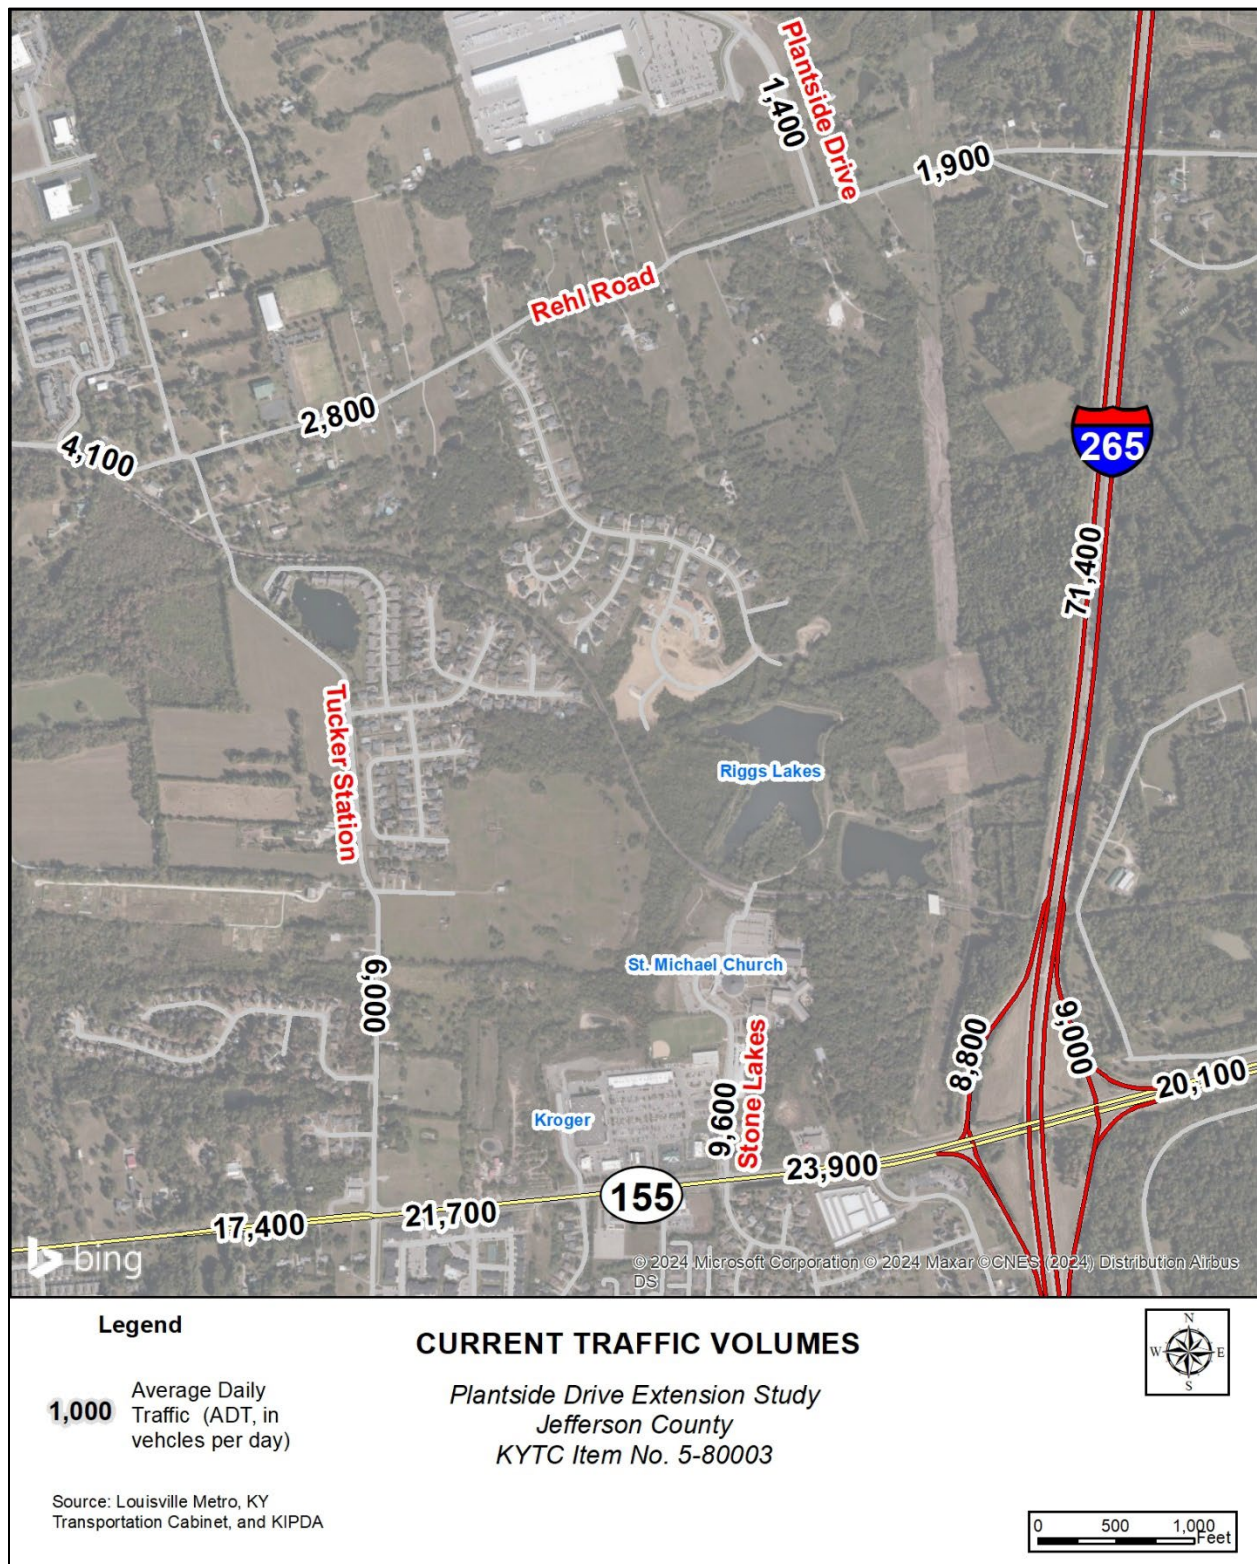 Plantside Drive
1,400
1,900
Rehl Road
2,800
4,100
265
71,400
Tucker Station
Riggs Lakes
St. Michael Church
6,000
8,800
9,000
20,100
Stone Lakes
9,600
Kroger
23,900
155
21,700
17,400
bing
© 2024 Microsoft Corporation © 2024 Maxar ©CNES (2024) Distribution Airbus
DS
Legend
1,000
Average Daily
Traffic (ADT, in
vehcles per day)
Source: Louisville Metro, KY
Transportation Cabinet, and KIPDA
CURRENT TRAFFIC VOLUMES
Plantside Drive Extension Study
Jefferson County
KYTC Item No. 5-80003
N
W E
S
0 500 1,000
Feet